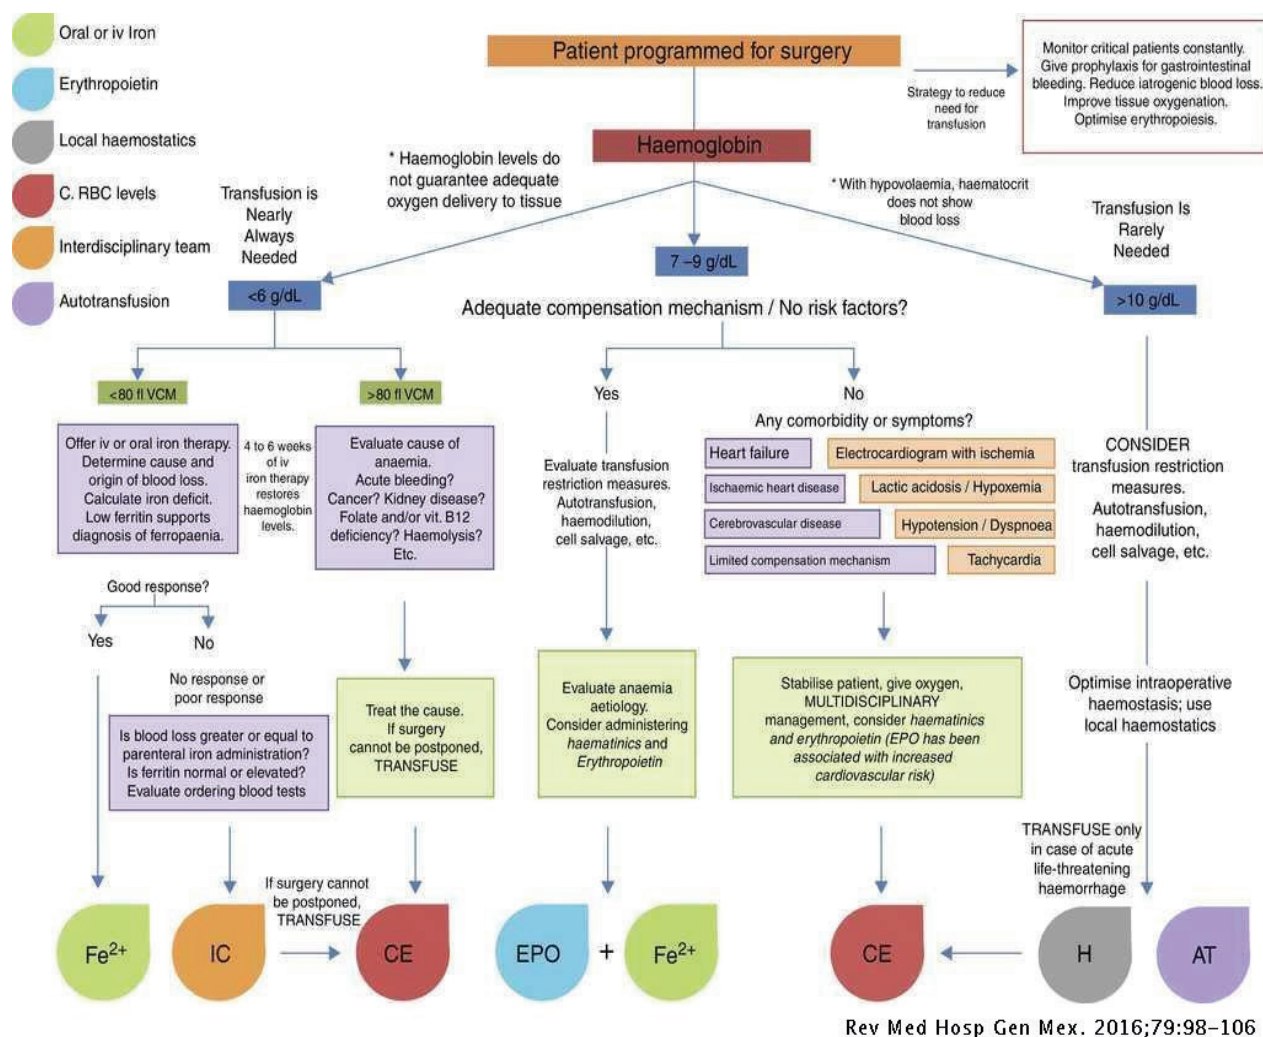 Oral or iv Iron
Erythropoietin
Local haemostatics
C. RBC levels
Interdisciplinary team
Autotransfusion
Patient programmed for surgery
Strategy to reduce
need for
transfusion
Monitor critical patients constantly.
Give prophylaxis for gastrointestinal
bleeding. Reduce iatrogenic blood loss.
Improve tissue oxygenation.
Optimise erythropoiesis.
Haemoglobin
* Haemoglobin levels do
not guarantee adequate
oxygen delivery to tissue
* With hypovolaemia, haematocrit
does not show
blood loss
Transfusion is
Nearly
Always
Needed
<6 g/dL
7 –9 g/dL
Transfusion Is
Rarely
Needed
>10 g/dL
Adequate compensation mechanism / No risk factors?
<80 fl VCM
>80 fl VCM
Offer iv or oral iron therapy.
Determine cause and
origin of blood loss.
Calculate iron deficit.
Low ferritin supports
diagnosis of ferropaenia.
4 to 6 weeks
of iv
iron therapy
restores
haemoglobin
levels.
Evaluate cause of
anaemia.
Acute bleeding?
Cancer? Kidney disease?
Folate and/or vit. B12
deficiency? Haemolysis?
Etc.
Yes
No
Evaluate transfusion
restriction measures.
Autotransfusion,
haemodilution,
cell salvage, etc.
Any comorbidity or symptoms?
Heart failure
Electrocardiogram with ischemia
Ischaemic heart disease
Lactic acidosis / Hypoxemia
Cerebrovascular disease
Hypotension / Dyspnoea
Limited compensation mechanism
Tachycardia
CONSIDER
transfusion restriction
measures.
Autotransfusion,
haemodilution,
cell salvage, etc.
Good response?
Yes
No
No response or
poor response
Is blood loss greater or equal to
parenteral iron administration?
Is ferritin normal or elevated?
Evaluate ordering blood tests
Treat the cause.
If surgery
cannot be postponed,
TRANSFUSE
Evaluate anaemia
aetiology.
Consider administering
haematinics and
Erythropoietin
Stabilise patient, give oxygen,
MULTIDISCIPLINARY
management, consider haematinics
and erythropoietin (EPO has been
associated with increased
cardiovascular risk)
Optimise intraoperative
haemostasis; use
local haemostatics
TRANSFUSE only
in case of acute
life-threatening
haemorrhage
If surgery cannot
be postponed,
TRANSFUSE
Fe2+
IC
CE
EPO
+
Fe2+
CE
H
AT
Rev Med Hosp Gen Mex. 2016;79:98–106